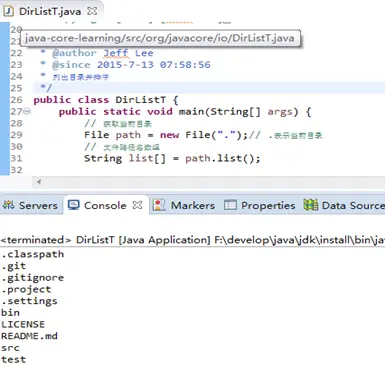 DirListT.java
20
java-core-learning/src/org/javacore/io/DirListT.java
22
23 * @author Jeff Lee
24 * @since 2015-7-13 07:58:56
25 * 列出目录并排序
26 */
26 public class DirListT {
27 public static void main(String[] args) {
28 // 获取当前目录
29 File path = new File(".");// .表示当前目录
30 // 文件路径名数组
31 String list[] = path.list();
32
Servers Console Markers Properties Data Source
<terminated> DirListT [Java Application] F:\develop\java\jdk\install\bin\jav
.classpath
.git
.gitignore
.project
.settings
bin
LICENSE
README.md
src
test